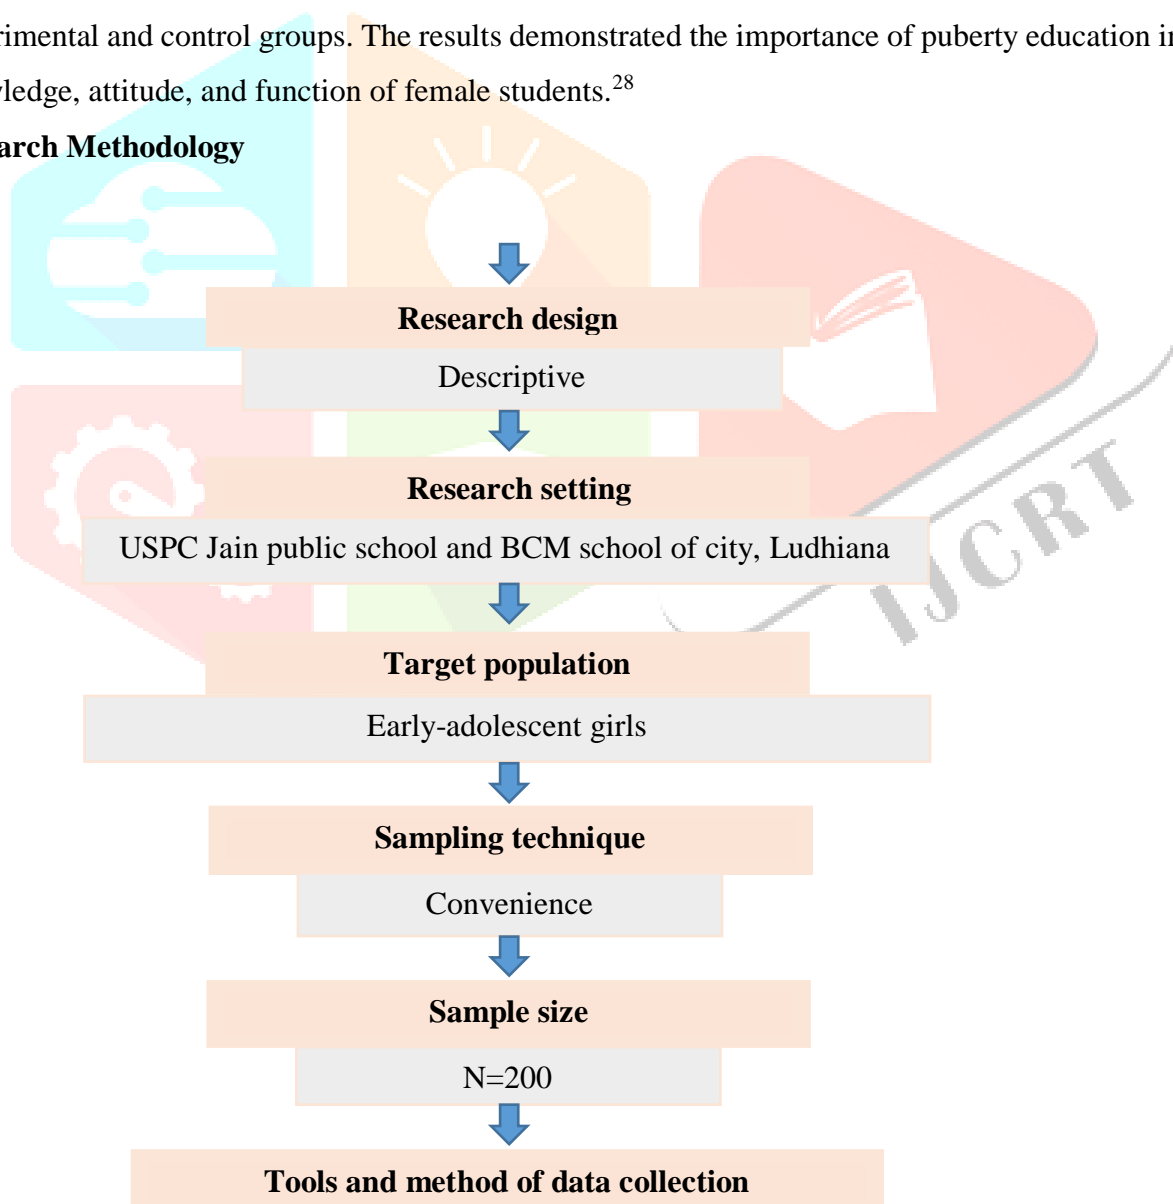 rimental and control groups. The results demonstrated the importance of puberty education in
ledge, attitude, and function of female students.28
arch Methodology
Research design
Descriptive
Research setting
USPC Jain public school and BCM school of city, Ludhiana
Target population
Early-adolescent girls
Sampling technique
Convenience
Sample size
N=200
Tools and method of data collection
IJCRT